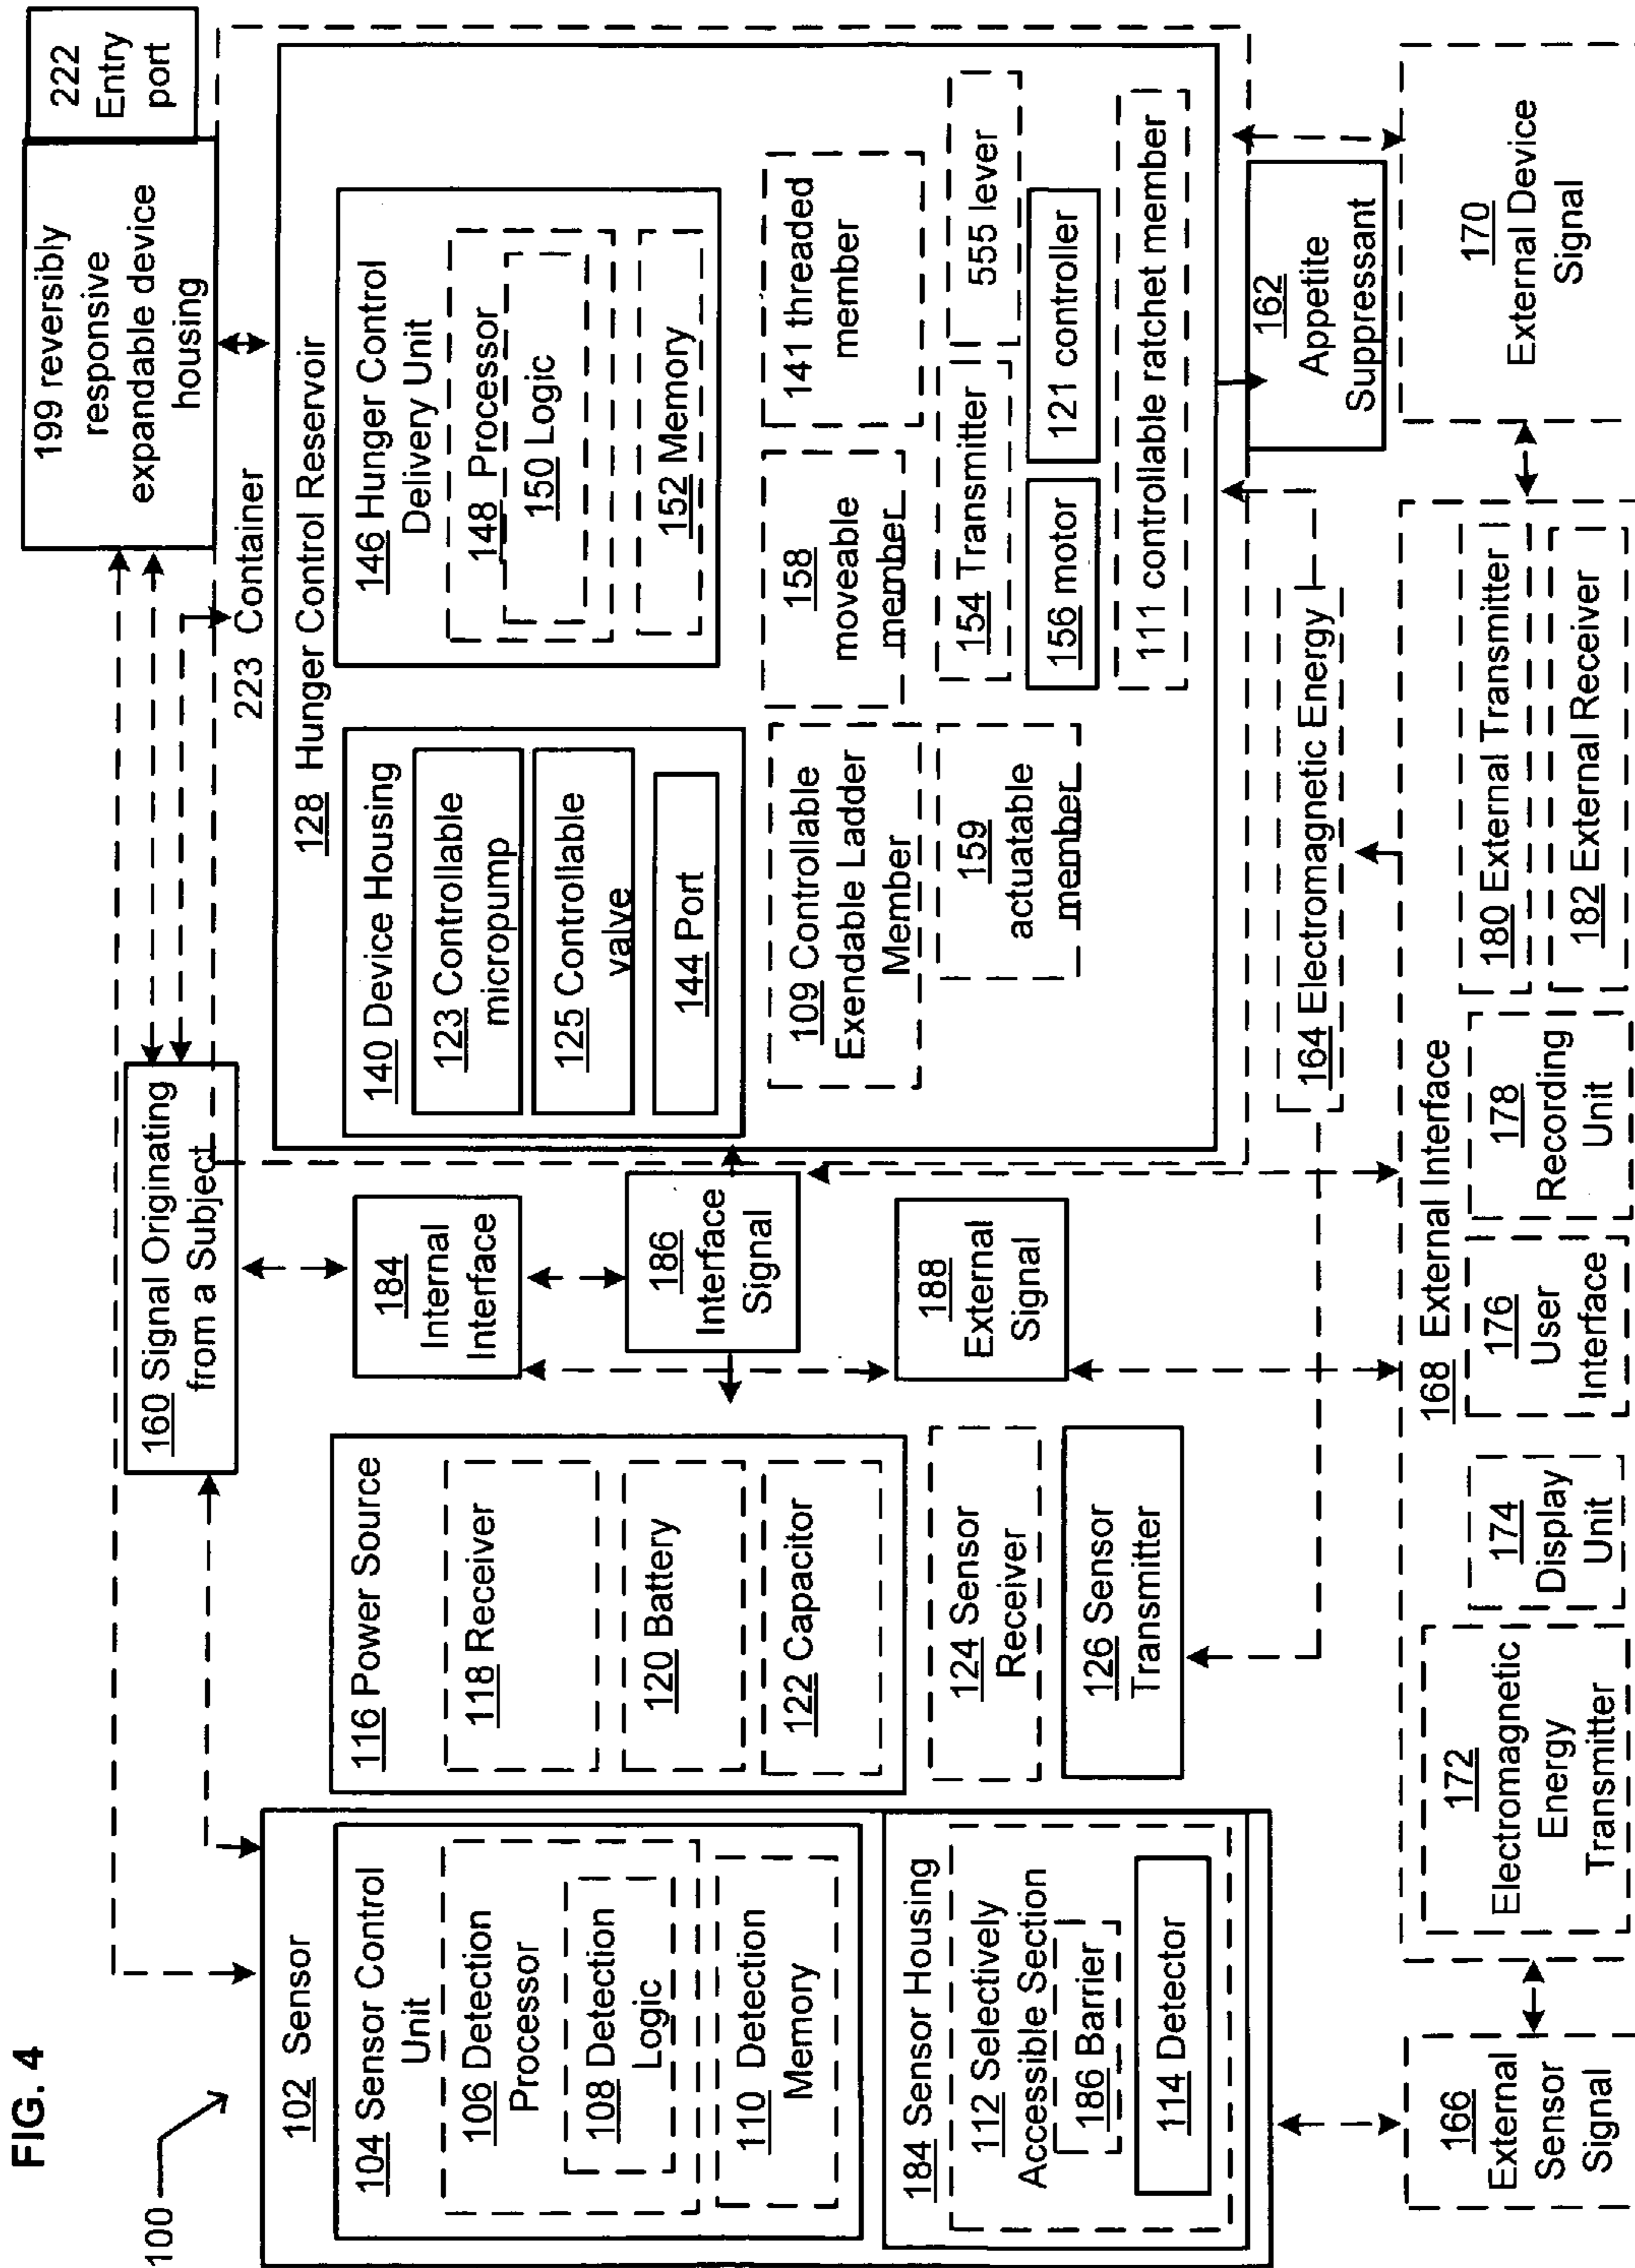 FIG. 4
100
102 Sensor
104 Sensor Control
Unit
106 Detection
Processor
108 Detection
Logic
110 Detection
Memory
184 Sensor Housing
112 Selectively
Accessible Section
186 Barrier
114 Detector
116 Power Source
118 Receiver
120 Battery
122 Capacitor
124 Sensor
Receiver
126 Sensor
Transmitter
160 Signal Originating
from a Subject
184
Internal
Interface
186
Interface
Signal
188
External
Signal
199 reversibly
responsive
expandable device
housing
222
Entry
port
223 Container
128 Hunger Control Reservoir
140 Device Housing
123 Controllable
micropump
125 Controllable
valve
144 Port
146 Hunger Control
Delivery Unit
148 Processor
150 Logic
152 Memory
109 Controllable
Exendable Ladder
Member
158
moveable
member
141 threaded
member
159
actuatable
member
154 Transmitter
555 lever
156 motor
121 controller
111 controllable ratchet member
162
Appetite
Suppressant
164 Electromagnetic Energy
166
External
Sensor
Signal
168 External Interface
172
Electromagnetic
Energy
Transmitter
174
Display
Unit
176
User
Interface
178
Recording
Unit
180 External Transmitter
182 External Receiver
170
External Device
Signal